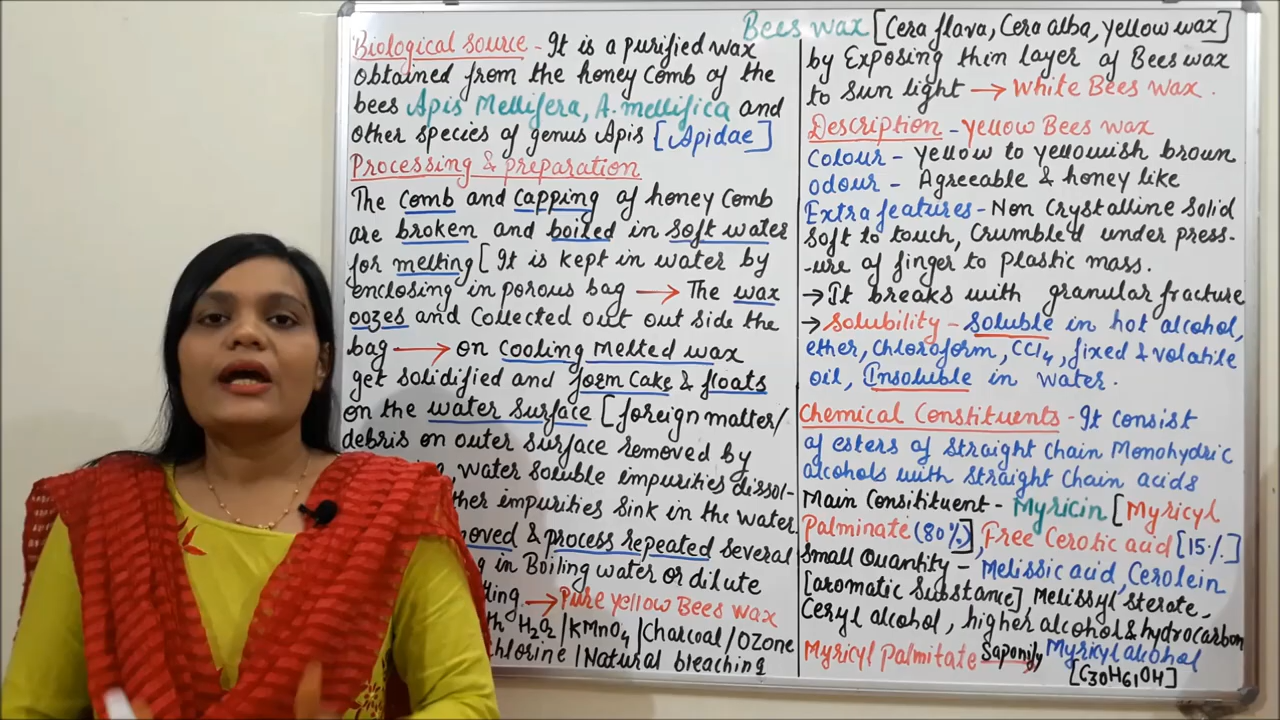 Bees wax [Cera flava, Cera alba, yellow wax]
Biological source - It is a purified wax
obtained from the honey comb of the
bees Apis Mellifera, A. mellifica and
other species of genus Apis [Apidae]
Processing & preparation
The comb and capping of honey comb
are broken and boiled in soft water
for melting [It is kept in water by
enclosing in porous bag → The wax
oozes and collected out out side the
bag → on cooling melted wax
get solidified and form cake & floats
on the water surface [foreign matter/
debris on outer surface removed by
water soluble impurities dissol-
ther impurities sink in the water.
oved & process repeated several
g in Boiling water or dilute
→ Pure yellow Bees wax
H₂O₂ | KMnO₄ | Charcoal / Ozone
chlorine | Natural bleaching
by Exposing thin layer of Bees wax
to sun light → White Bees wax.
Description - yellow Bees wax
Colour - yellow to yellowish brown
Odour - Agreeable & honey like
Extra features - Non Crystalline solid
soft to touch, Crumbled under press-
-ure of finger to plastic mass.
→ It breaks with granular fracture
→ Solubility - Soluble in hot alcohol,
ether, Chloroform, CCl₄, fixed & volatile
oil, Insoluble in water.
Chemical Constituents - It consist
of esters of straight chain Monohydric
alcohols with straight chain acids
Main Consitituent - Myricin [Myricyl
Palminate (80%)], Free Cerotic acid [15%]
Small Quantity - Melissic acid, Cerolein
[aromatic substance], Melissyl sterate,
Ceryl alcohol, higher alcohol & hydrocarbon
Myricyl Palmitate Saponify Myricyl alcohol
[C₃₀H₆₁OH]